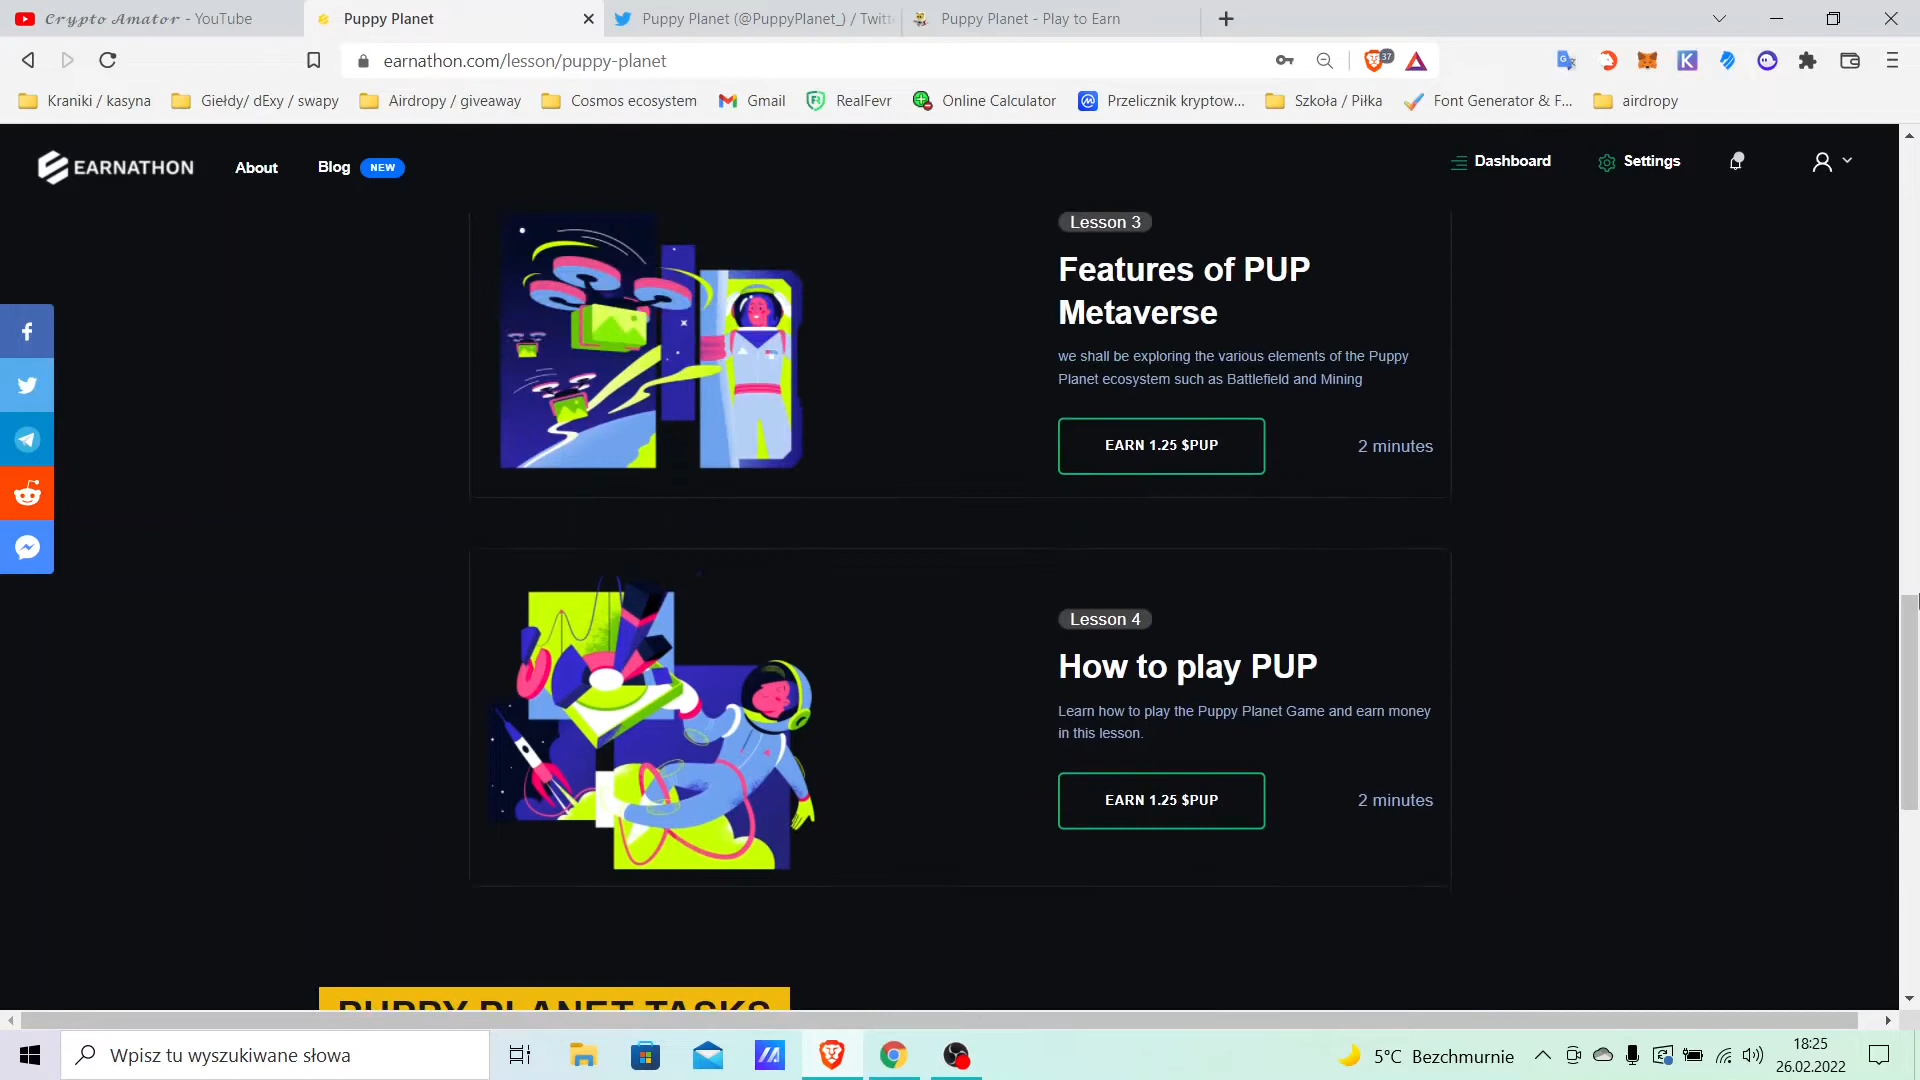 𝓒𝓻𝔂𝓹𝓽𝓸 𝓐𝓶𝓪𝓽𝓸𝓻 - YouTube
Puppy Planet
Puppy Planet (@PuppyPlanet_) / Twitt
Puppy Planet - Play to Earn
earnathon.com/lesson/puppy-planet
37
Kraniki / kasyna
Giełdy/ dExy / swapy
Airdropy / giveaway
Cosmos ecosystem
Gmail
RealFevr
Online Calculator
Przelicznik kryptow...
Szkoła / Piłka
Font Generator & F...
airdropy
EARNATHON
About
Blog
NEW
Dashboard
Settings
Lesson 3
Features of PUP
Metaverse
we shall be exploring the various elements of the Puppy
Planet ecosystem such as Battlefield and Mining
EARN 1.25 $PUP
2 minutes
Lesson 4
How to play PUP
Learn how to play the Puppy Planet Game and earn money
in this lesson.
EARN 1.25 $PUP
2 minutes
PUPPY PLANET TASKS
Wpisz tu wyszukiwane słowa
5°C Bezchmurnie
18:25
26.02.2022